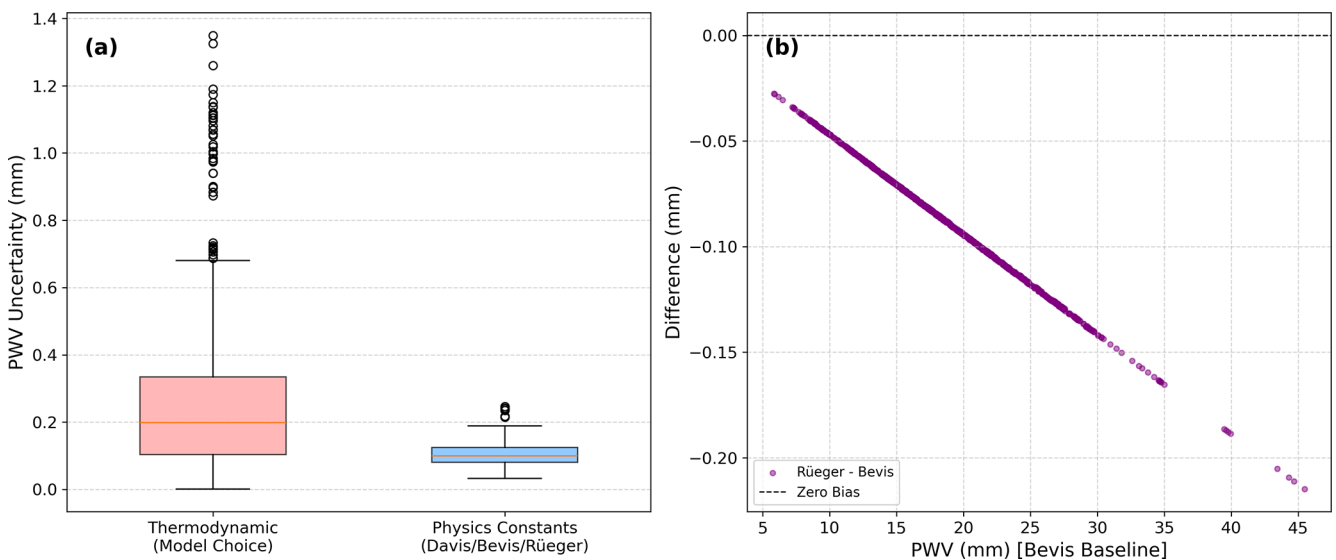 (a)
PWV Uncertainty (mm)
1.4
1.2
1.0
0.8
0.6
0.4
0.2
0.0
Thermodynamic
(Model Choice)
Physics Constants
(Davis/Bevis/Rüeger)
(b)
Difference (mm)
0.00
−0.05
−0.10
−0.15
−0.20
Rüeger - Bevis
Zero Bias
5 10 15 20 25 30 35 40 45
PWV (mm) [Bevis Baseline]